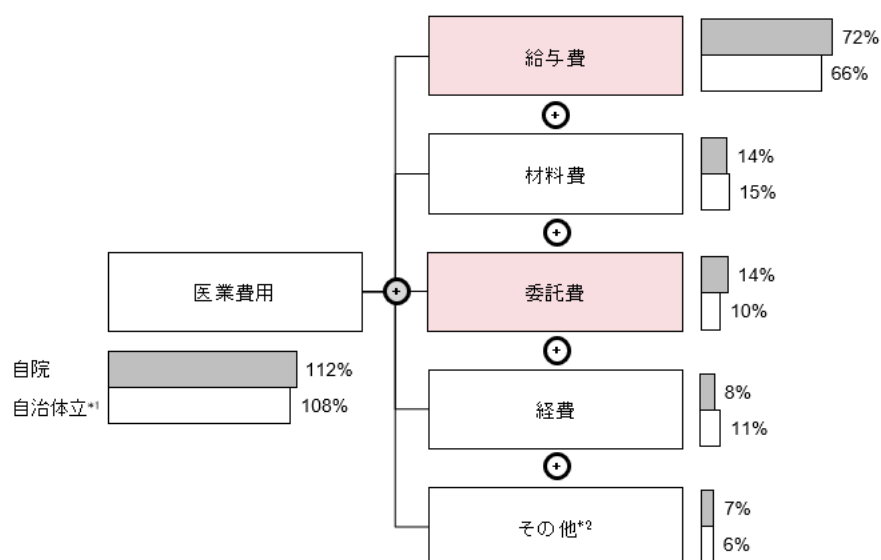 給与費
72%
66%
+
材料費
14%
15%
+
医業費用
+
委託費
14%
10%
+
自院
112%
自治体立*1
108%
経費
8%
11%
+
その他*2
7%
6%